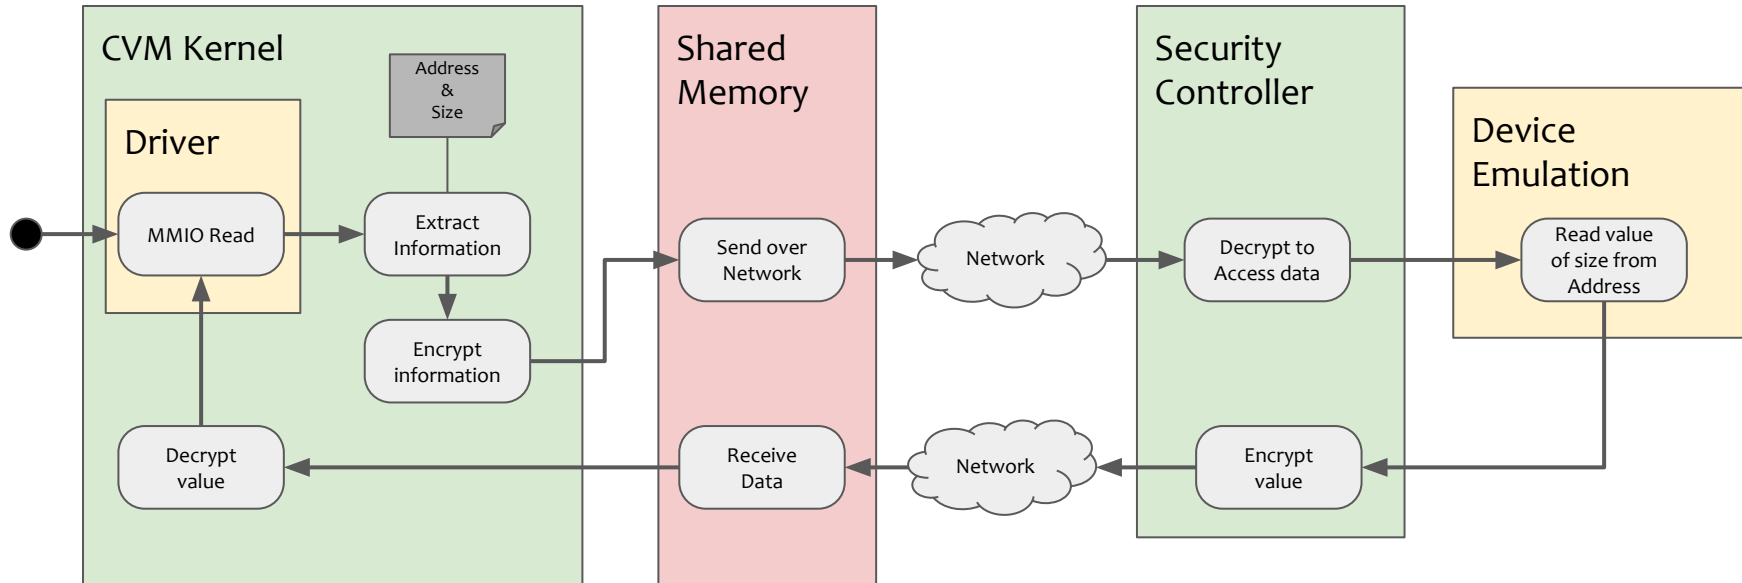 CVM Kernel
Address
&
Size
Driver
MMIO Read
Extract
Information
Encrypt
information
Decrypt
value
Shared
Memory
Send over
Network
Receive
Data
Network
Network
Security
Controller
Decrypt to
Access data
Encrypt
value
Device
Emulation
Read value
of size from
Address